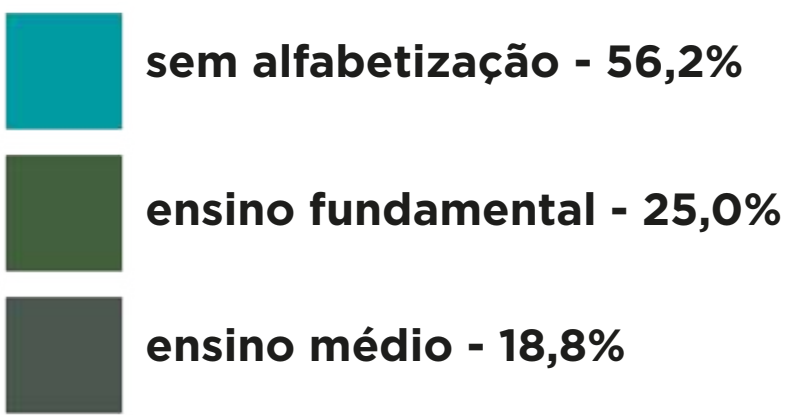 sem alfabetização - 56,2%
ensino fundamental - 25,0%
ensino médio - 18,8%